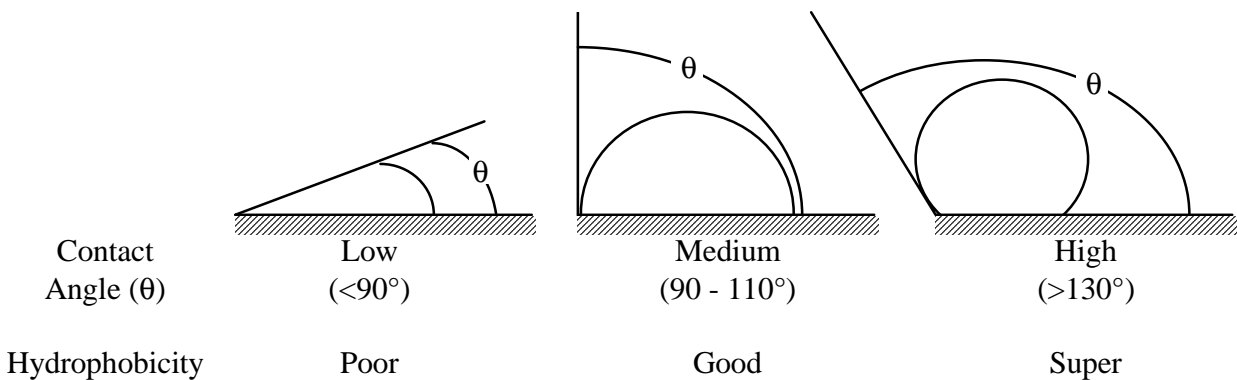 θ θ θ
Contact Low Medium High
Angle (θ) (<90°) (90 - 110°) (>130°)
Hydrophobicity Poor Good Super